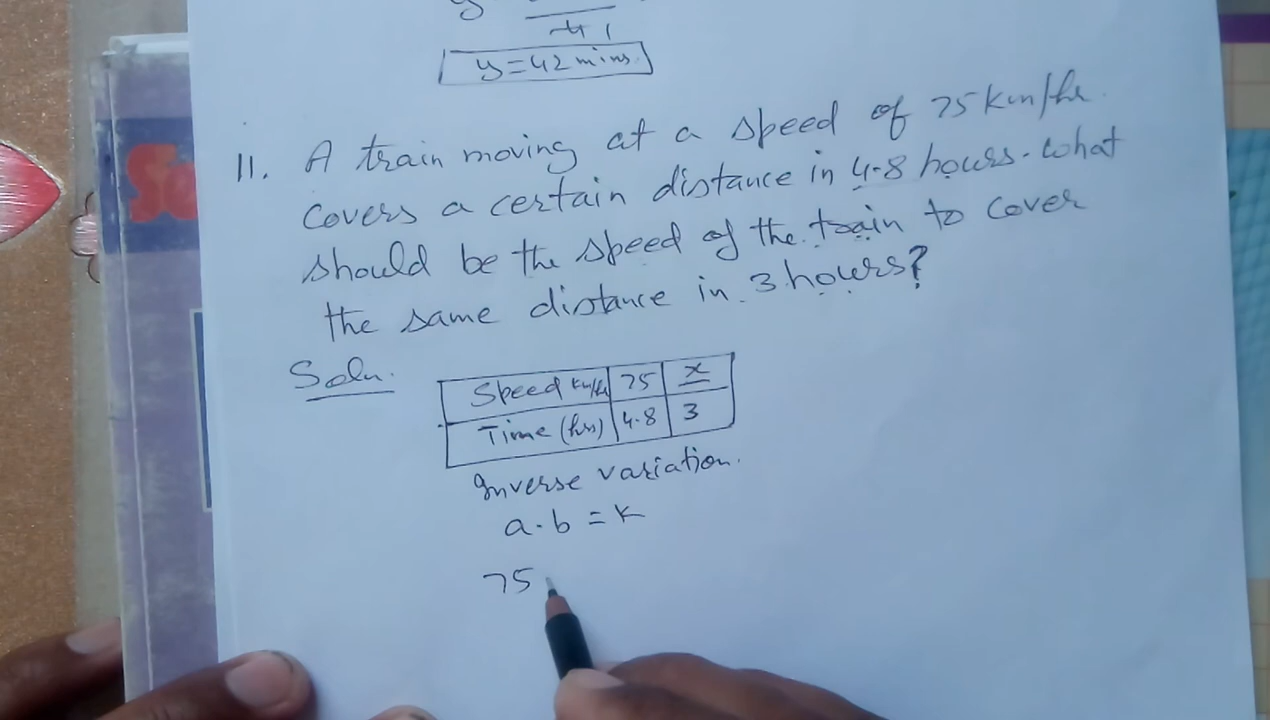 y
4 1
y = 42 mins.
11. A train moving at a speed of 75 km/hr
covers a certain distance in 4.8 hours. What
should be the speed of the train to cover
the same distance in 3 hours?
Soln.
Speed km/hr 75 x
Time (hrs) 4.8 3
Inverse variation.
a.b = k
75